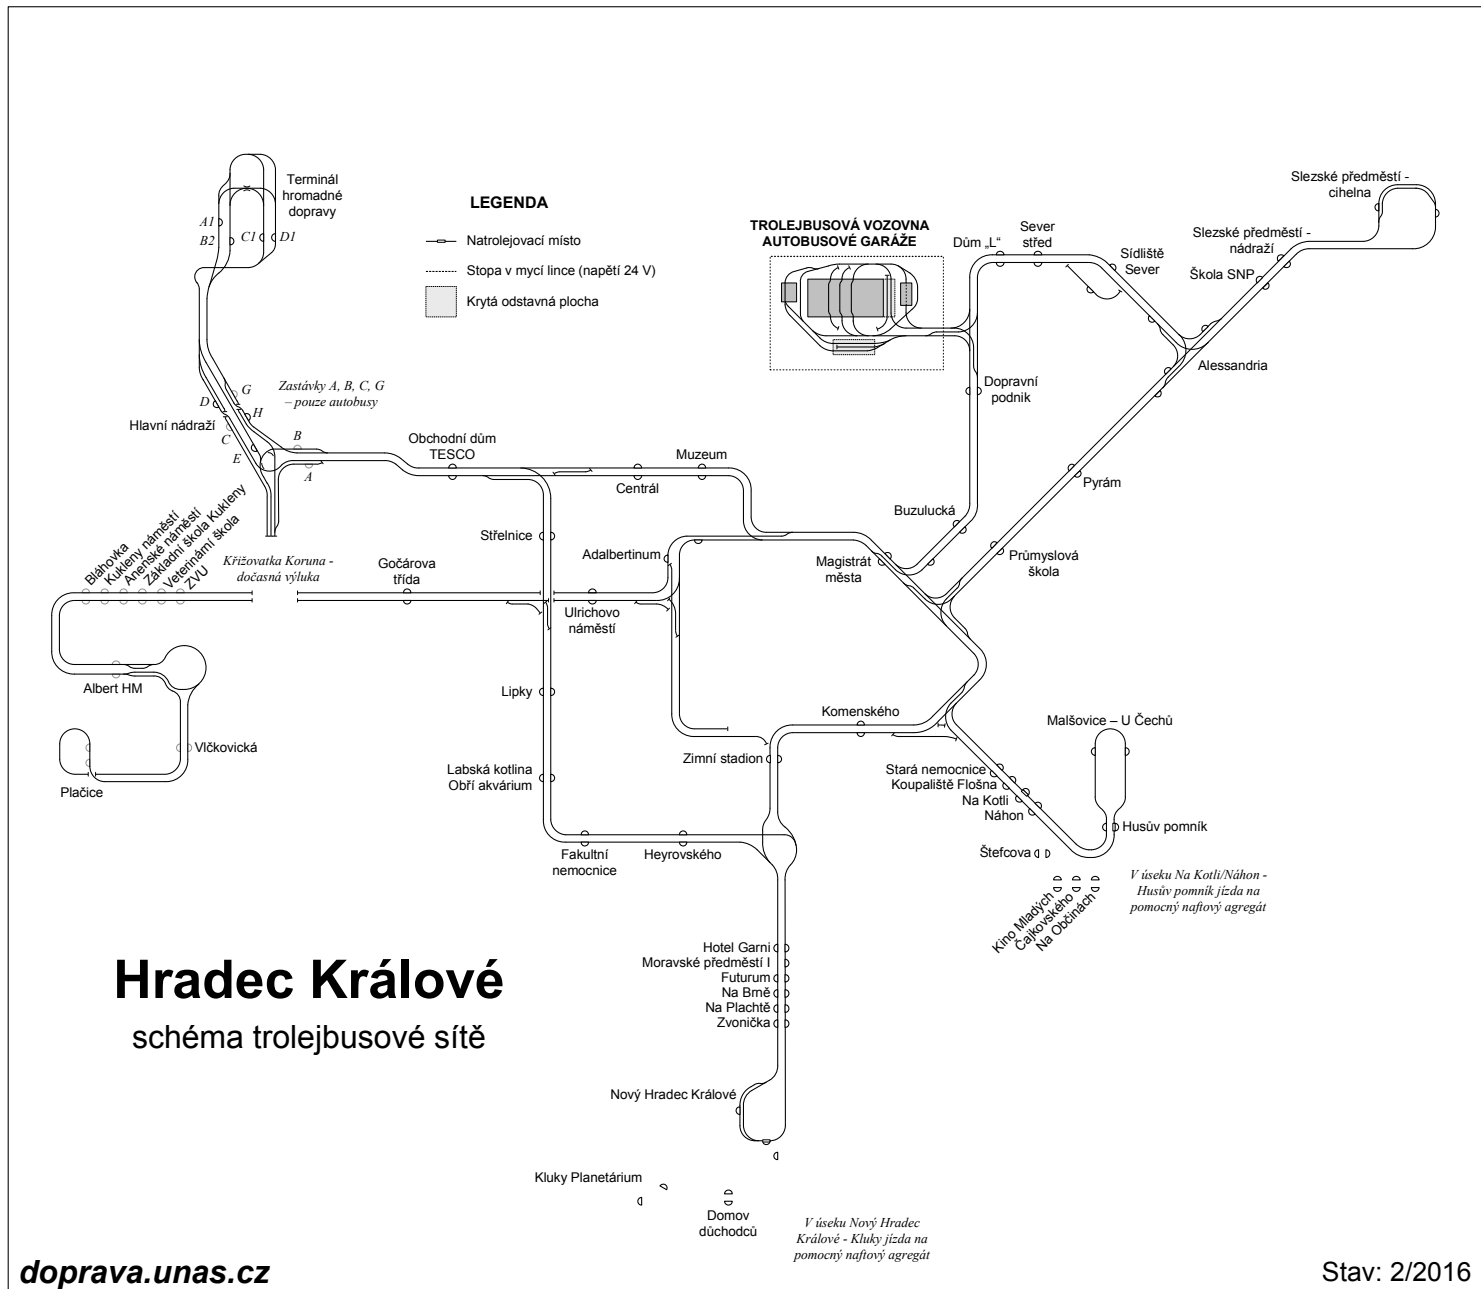 Terminál
hromadné
dopravy
A1
B2
C1
D1
LEGENDA
Natrolejovací místo
Stopa v mycí lince (napětí 24 V)
Krytá odstavná plocha
TROLEJBUSOVÁ VOZOVNA
AUTOBUSOVÉ GARÁŽE
Dům „L“
Sever
střed
Sídliště
Sever
Slezské předměstí -
cihelna
Slezské předměstí -
nádraží
Škola SNP
Alessandria
Dopravní
podnik
Zastávky A, B, C, G
– pouze autobusy
G
D
H
Hlavní nádraží
C
B
E
A
Obchodní dům
TESCO
Centrál
Muzeum
Pyrám
Buzulucká
Střelnice
Adalbertinum
Magistrát
města
Průmyslová
škola
Bláhovka
Kukleny náměstí
Anenské náměstí
Základní škola Kukleny
Veterinární škola
ZVU
Křižovatka Koruna -
dočasná výluka
Gočárova
třída
Ulrichovo
náměstí
Albert HM
Lipky
Vlčkovická
Plačice
Komenského
Malšovice – U Čechů
Zimní stadion
Labská kotlina
Obří akvárium
Stará nemocnice
Koupaliště Flošna
Na Kotli
Náhon
Husův pomník
Štefcova
Fakultní
nemocnice
Heyrovského
V úseku Na Kotli/Náhon -
Husův pomník jízda na
pomocný naftový agregát
Kino Mladých
Čajkovského
Na Občinách
Hotel Garni
Moravské předměstí I
Futurum
Na Brně
Na Plachtě
Zvonička
Hradec Králové
schéma trolejbusové sítě
Nový Hradec Králové
Kluky Planetárium
Domov
důchodců
V úseku Nový Hradec
Králové - Kluky jízda na
pomocný naftový agregát
doprava.unas.cz
Stav: 2/2016